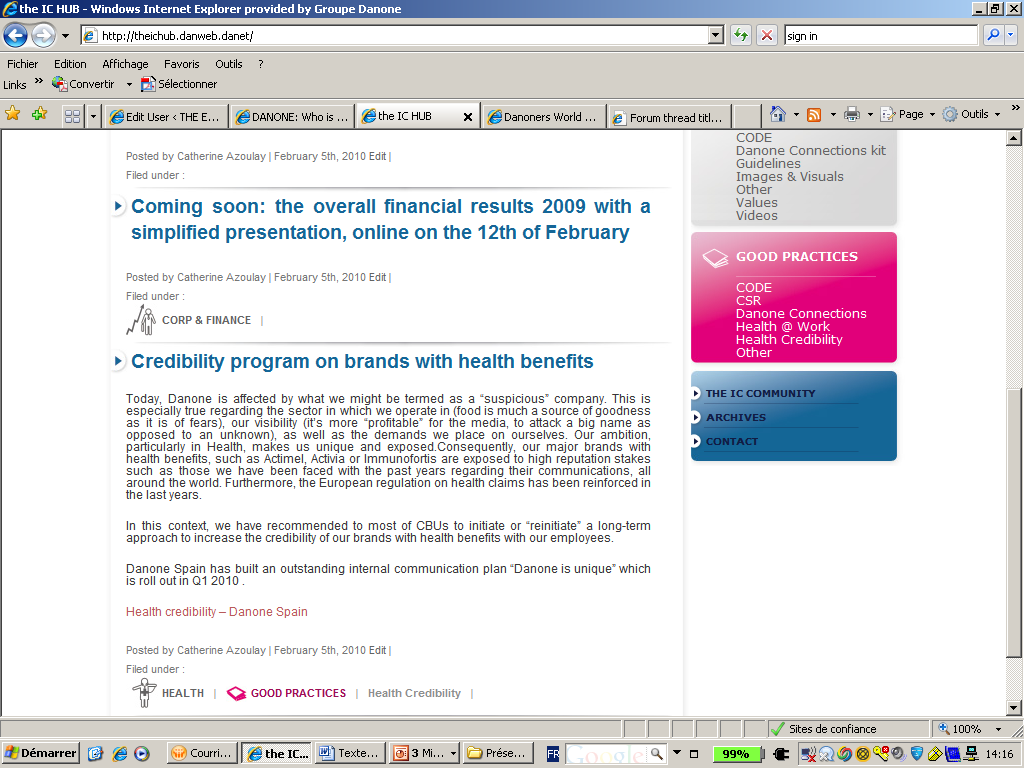 the IC HUB - Windows Internet Explorer provided by Groupe Danone
http://theichub.danweb.danet/
sign in
Fichier Edition Affichage Favoris Outils ?
Links » Convertir Sélectionner
Edit User ‹ THE E... DANONE: Who is ... the IC HUB Danoners World ... Forum thread titl... Page Outils »
Posted by Catherine Azoulay | February 5th, 2010 Edit |
Filed under :
Coming soon: the overall financial results 2009 with a
simplified presentation, online on the 12th of February
Posted by Catherine Azoulay | February 5th, 2010 Edit |
Filed under :
CORP & FINANCE |
Credibility program on brands with health benefits
Today, Danone is affected by what we might be termed as a “suspicious” company. This is
especially true regarding the sector in which we operate in (food is much a source of goodness
as it is of fears), our visibility (it’s more “profitable” for the media, to attack a big name as
opposed to an unknown), as well as the demands we place on ourselves. Our ambition,
particularly in Health, makes us unique and exposed.Consequently, our major brands with
health benefits, such as Actimel, Activia or Immunofortis are exposed to high reputation stakes
such as those we have been faced with the past years regarding their communications, all
around the world. Furthermore, the European regulation on health claims has been reinforced in
the last years.
In this context, we have recommended to most of CBUs to initiate or “reinitiate” a long-term
approach to increase the credibility of our brands with health benefits with our employees.
Danone Spain has built an outstanding internal communication plan “Danone is unique” which
is roll out in Q1 2010 .
Health credibility – Danone Spain
Posted by Catherine Azoulay | February 5th, 2010 Edit |
Filed under :
HEALTH | GOOD PRACTICES | Health Credibility |
CODE
Danone Connections kit
Guidelines
Images & Visuals
Other
Values
Videos
GOOD PRACTICES
CODE
CSR
Danone Connections
Health @ Work
Health Credibility
Other
THE IC COMMUNITY
ARCHIVES
CONTACT
Sites de confiance 100%
Démarrer Courri... the IC... Texte... 3 Mi... Prése... FR Google 99% 14:16